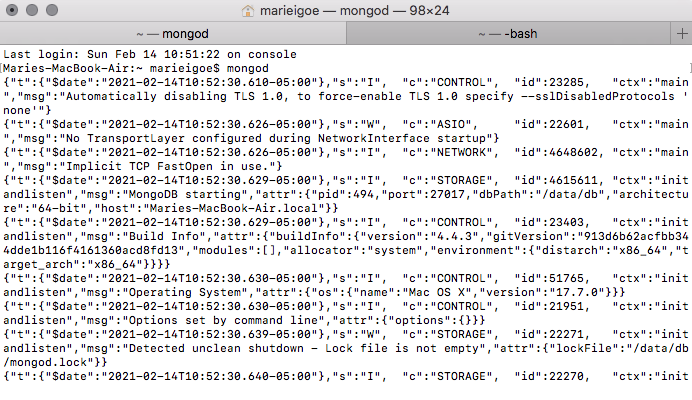 marieigoe — mongod — 98×24
~ — mongod
~ — -bash
+
Last login: Sun Feb 14 10:51:22 on console
[Maries-MacBook-Air:~ marieigoe$ mongod ]
{"t":{"$date":"2021-02-14T10:52:30.610-05:00"},"s":"I",  "c":"CONTROL",  "id":23285,   "ctx":"main
","msg":"Automatically disabling TLS 1.0, to force-enable TLS 1.0 specify --sslDisabledProtocols '
none'"}
{"t":{"$date":"2021-02-14T10:52:30.626-05:00"},"s":"W",  "c":"ASIO",     "id":22601,   "ctx":"main
","msg":"No TransportLayer configured during NetworkInterface startup"}
{"t":{"$date":"2021-02-14T10:52:30.626-05:00"},"s":"I",  "c":"NETWORK",  "id":4648602, "ctx":"main
","msg":"Implicit TCP FastOpen in use."}
{"t":{"$date":"2021-02-14T10:52:30.629-05:00"},"s":"I",  "c":"STORAGE",  "id":4615611, "ctx":"init
andlisten","msg":"MongoDB starting","attr":{"pid":494,"port":27017,"dbPath":"/data/db","architectu
re":"64-bit","host":"Maries-MacBook-Air.local"}}
{"t":{"$date":"2021-02-14T10:52:30.629-05:00"},"s":"I",  "c":"CONTROL",  "id":23403,   "ctx":"init
andlisten","msg":"Build Info","attr":{"buildInfo":{"version":"4.4.3","gitVersion":"913d6b62acfbb34
4dde1b116f4161360acd8fd13","modules":[],"allocator":"system","environment":{"distarch":"x86_64","t
arget_arch":"x86_64"}}}}
{"t":{"$date":"2021-02-14T10:52:30.630-05:00"},"s":"I",  "c":"CONTROL",  "id":51765,   "ctx":"init
andlisten","msg":"Operating System","attr":{"os":{"name":"Mac OS X","version":"17.7.0"}}}
{"t":{"$date":"2021-02-14T10:52:30.630-05:00"},"s":"I",  "c":"CONTROL",  "id":21951,   "ctx":"init
andlisten","msg":"Options set by command line","attr":{"options":{}}}
{"t":{"$date":"2021-02-14T10:52:30.639-05:00"},"s":"W",  "c":"STORAGE",  "id":22271,   "ctx":"init
andlisten","msg":"Detected unclean shutdown - Lock file is not empty","attr":{"lockFile":"/data/db
/mongod.lock"}}
{"t":{"$date":"2021-02-14T10:52:30.640-05:00"},"s":"I",  "c":"STORAGE",  "id":22270,   "ctx":"init